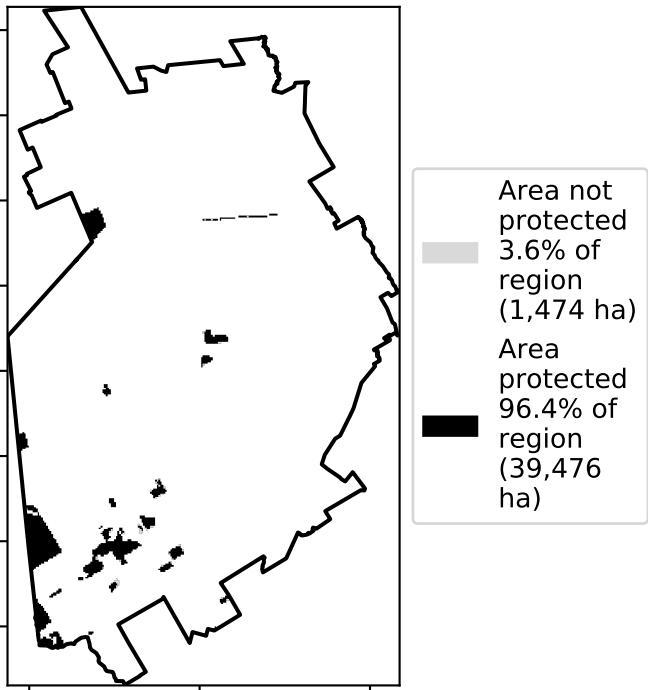 Area not
protected
3.6% of
region
(1,474 ha)
Area
protected
96.4% of
region
(39,476
ha)